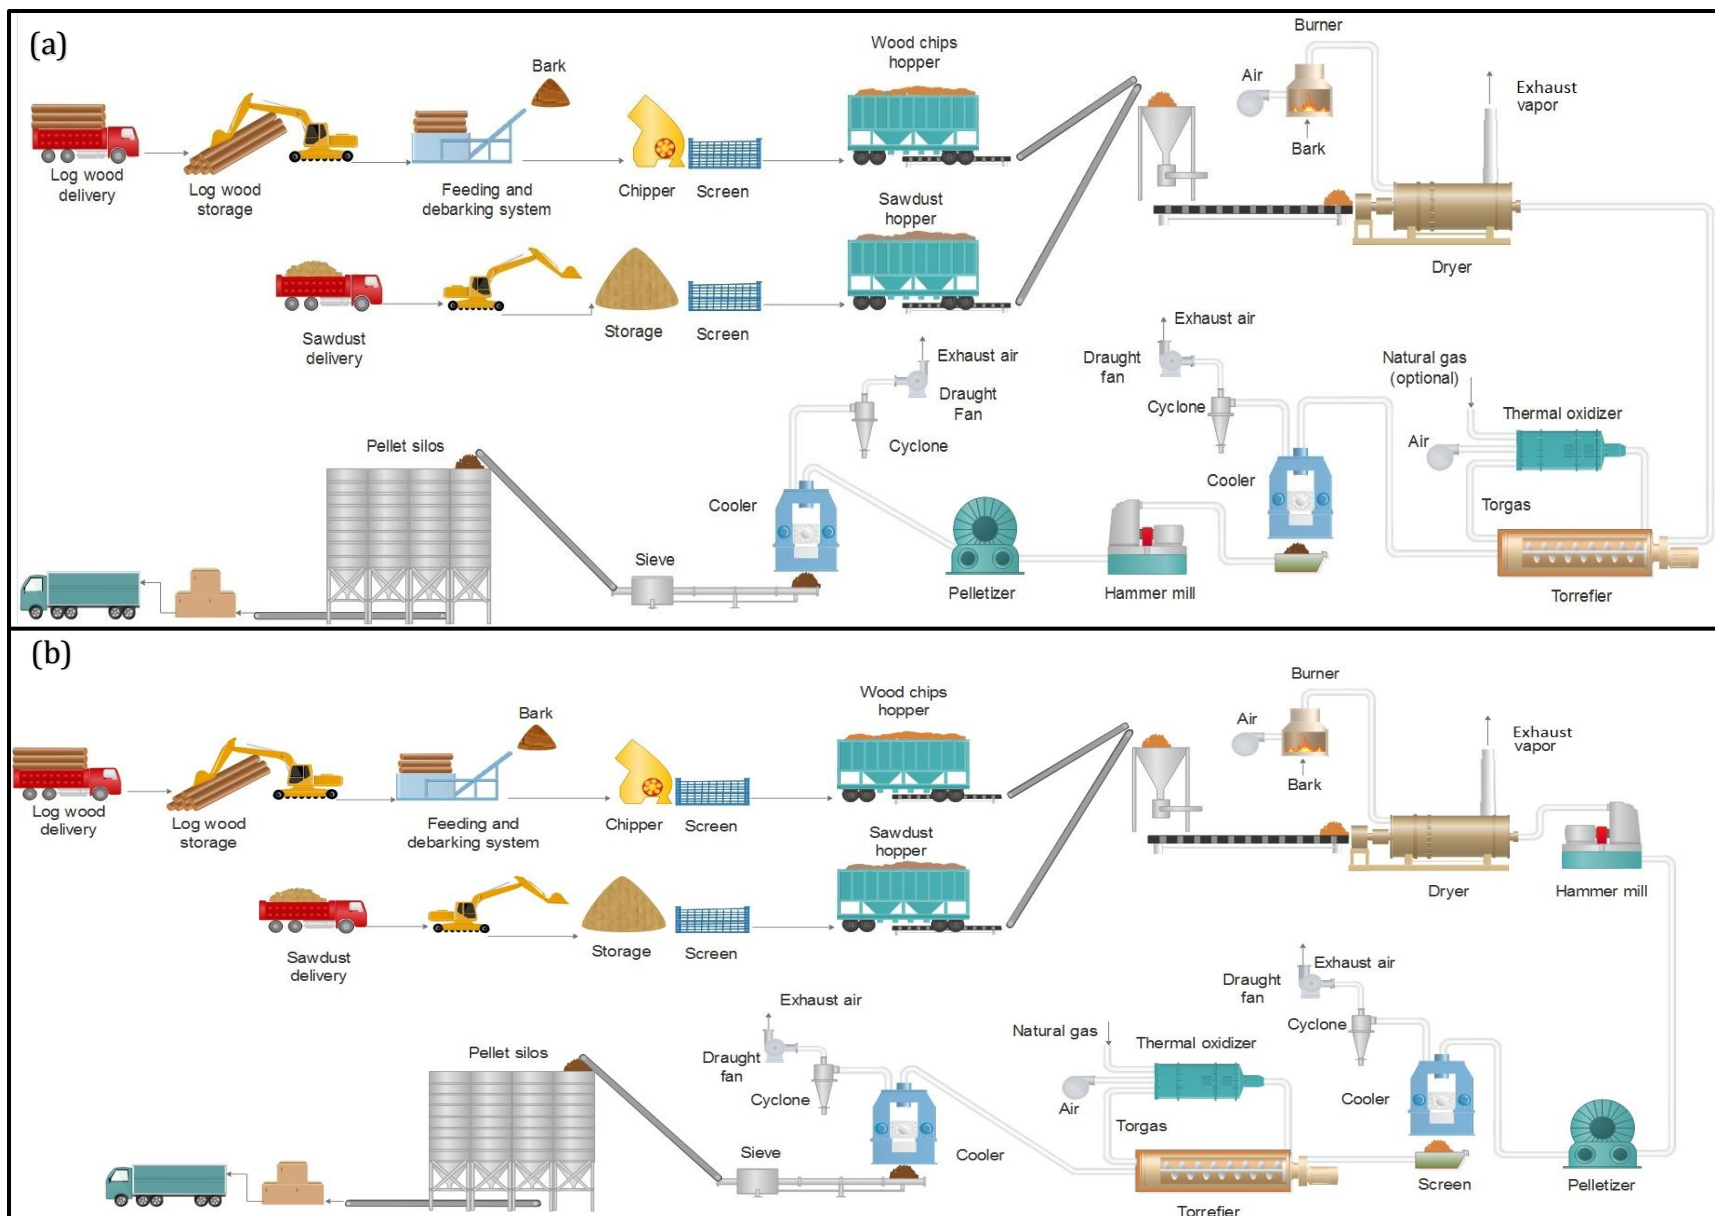 (a)
Burner
Wood chips
hopper
Bark
Air
Exhaust
vapor
Bark
Log wood
delivery
Log wood
storage
Feeding and
debarking system
Chipper
Screen
Sawdust
hopper
Dryer
Sawdust
delivery
Storage
Screen
Exhaust air
Draught
Fan
Cyclone
Exhaust air
Draught
fan
Cyclone
Natural gas
(optional)
Thermal oxidizer
Air
Torgas
Pellet silos
Cooler
Cooler
Sieve
Pelletizer
Hammer mill
Torrefier
(b)
Burner
Wood chips
hopper
Bark
Air
Exhaust
vapor
Bark
Log wood
delivery
Log wood
storage
Feeding and
debarking system
Chipper
Screen
Sawdust
hopper
Dryer
Hammer mill
Sawdust
delivery
Storage
Screen
Exhaust air
Draught
fan
Cyclone
Natural gas
Thermal oxidizer
Air
Torgas
Exhaust air
Draught
fan
Cyclone
Cooler
Pellet silos
Sieve
Cooler
Screen
Pelletizer
Torrefier